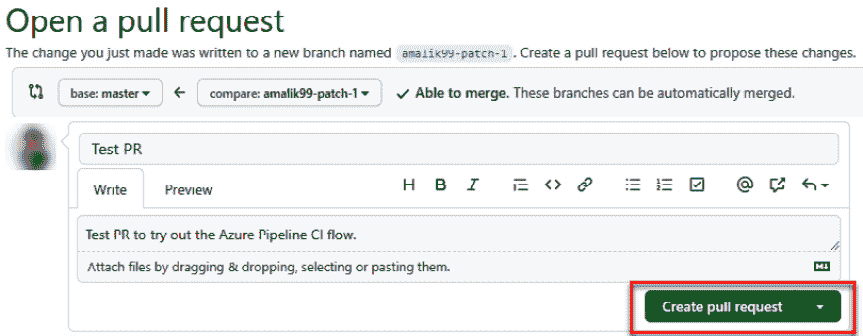 Open a pull request
The change you just made was written to a new branch named amalik99-patch-1. Create a pull request below to propose these changes.
base: master ← compare: amalik99-patch-1 ✓ Able to merge. These branches can be automatically merged.
Test PR
Write Preview H B I <> @
Test PR to try out the Azure Pipeline CI flow.
Attach files by dragging & dropping, selecting or pasting them. M↓
Create pull request